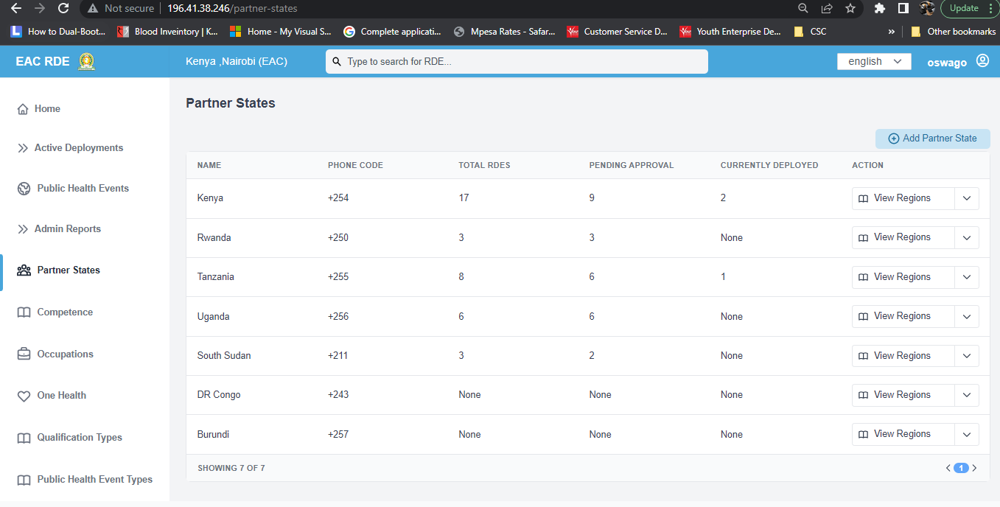 Not secure 196.41.38.246/partner-states Update
How to Dual-Boot... Blood Inveintory | K... Home - My Visual S... Complete applicati... Mpesa Rates - Safar... Customer Service D... Youth Enterprise De... CSC » Other bookmarks
EAC RDE Kenya ,Nairobi (EAC) Type to search for RDE... english oswago
Home
Active Deployments
Public Health Events
Admin Reports
Partner States
Competence
Occupations
One Health
Qualification Types
Public Health Event Types
Partner States
Add Partner State
NAME PHONE CODE TOTAL RDES PENDING APPROVAL CURRENTLY DEPLOYED ACTION
Kenya +254 17 9 2 View Regions
Rwanda +250 3 3 None View Regions
Tanzania +255 8 6 1 View Regions
Uganda +256 6 6 None View Regions
South Sudan +211 3 2 None View Regions
DR Congo +243 None None None View Regions
Burundi +257 None None None View Regions
SHOWING 7 OF 7 1